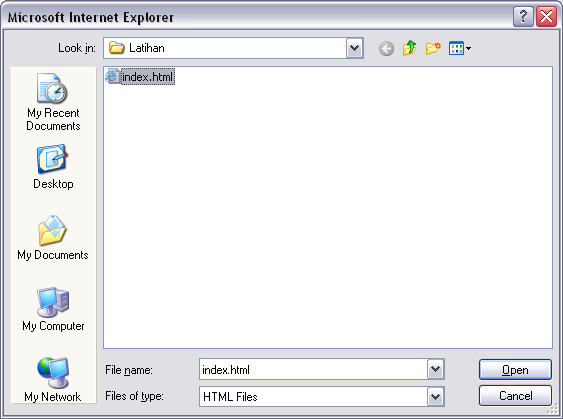 Microsoft Internet Explorer
Look in: Latihan
index.html
My Recent
Documents
Desktop
My Documents
My Computer
My Network
File name: index.html Open
Files of type: HTML Files Cancel